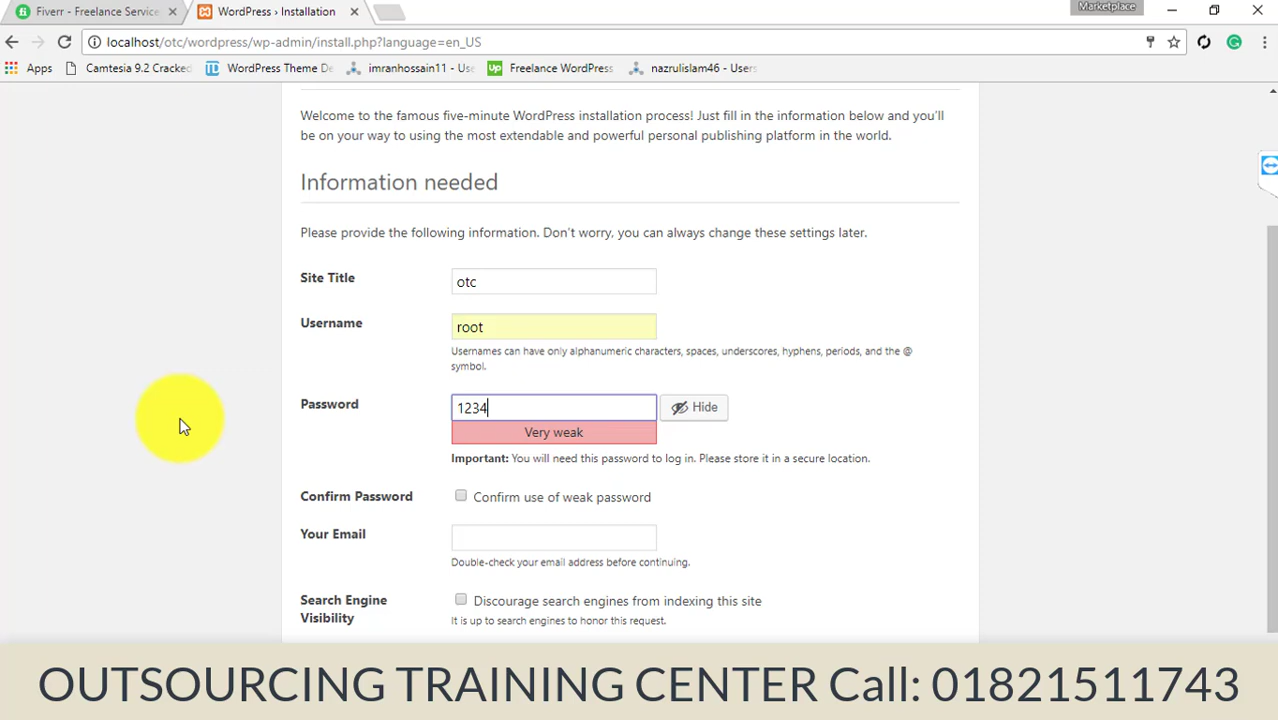 Fiverr - Freelance Service
WordPress › Installation
Marketplace
localhost/otc/wordpress/wp-admin/install.php?language=en_US
Apps
Camtesia 9.2 Cracked
WordPress Theme De
imranhossain11 - Use
Freelance WordPress
nazrulislam46 - Users
Welcome to the famous five-minute WordPress installation process! Just fill in the information below and you'll
be on your way to using the most extendable and powerful personal publishing platform in the world.
Information needed
Please provide the following information. Don't worry, you can always change these settings later.
Site Title
otc
Username
root
Usernames can have only alphanumeric characters, spaces, underscores, hyphens, periods, and the @
symbol.
Password
1234
Hide
Very weak
Important: You will need this password to log in. Please store it in a secure location.
Confirm Password
Confirm use of weak password
Your Email
Double-check your email address before continuing.
Search Engine
Visibility
Discourage search engines from indexing this site
It is up to search engines to honor this request.
OUTSOURCING TRAINING CENTER Call: 01821511743